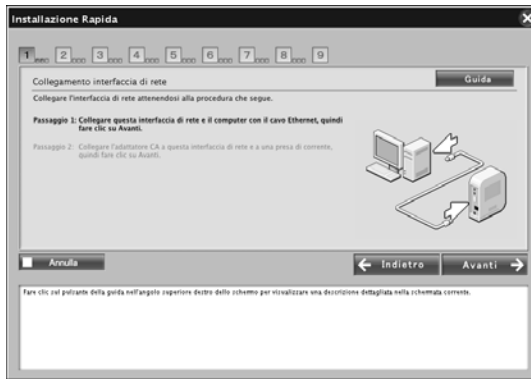 Installazione Rapida
1 2 3 4 5 6 7 8 9
Collegamento interfaccia di rete
Guida
Collegare l'interfaccia di rete attenendosi alla procedura che segue.
Passaggio 1: Collegare questa interfaccia di rete e il computer con il cavo Ethernet, quindi
fare clic su Avanti.
Passaggio 2: Collegare l'adattatore CA a questa interfaccia di rete e a una presa di corrente,
quindi fare clic su Avanti.
Annulla
Indietro
Avanti
Fare clic sul pulsante della guida nell'angolo superiore destro dello schermo per visualizzare una descrizione dettagliata nella schermata corrente.